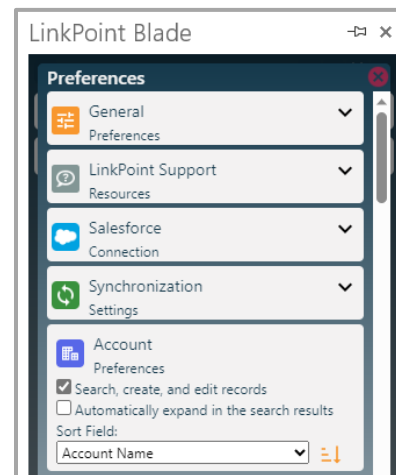 LinkPoint Blade
Preferences
General
Preferences
LinkPoint Support
Resources
Salesforce
Connection
Synchronization
Settings
Account
Preferences
Search, create, and edit records
Automatically expand in the search results
Sort Field:
Account Name